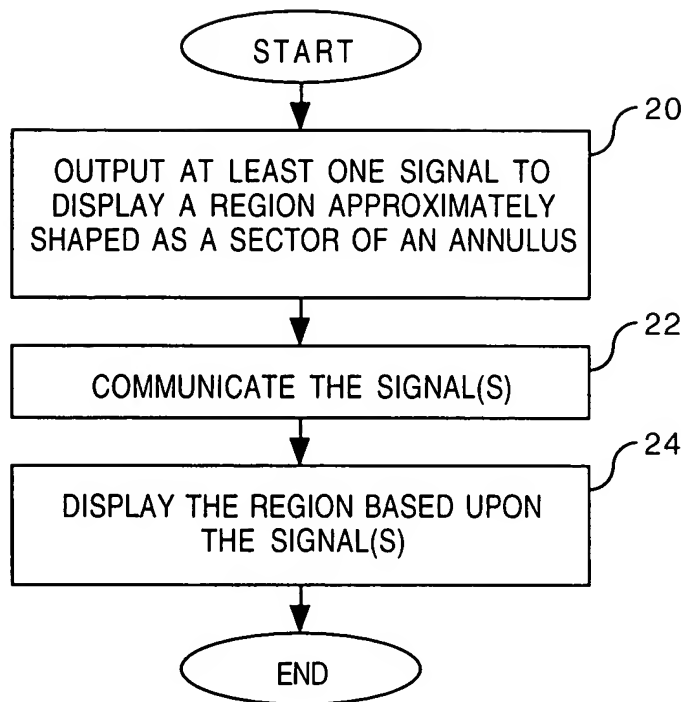 START
20
OUTPUT AT LEAST ONE SIGNAL TO
DISPLAY A REGION APPROXIMATELY
SHAPED AS A SECTOR OF AN ANNULUS
22
COMMUNICATE THE SIGNAL(S)
24
DISPLAY THE REGION BASED UPON
THE SIGNAL(S)
END